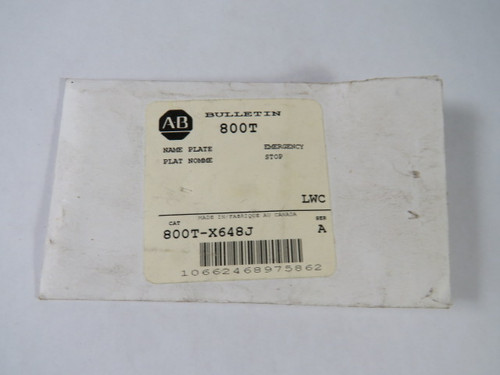 AB
BULLETIN
800T
NAME PLATE EMERGENCY
PLAT NOMME STOP
LWC
MADE IN/FABRIQUE AU CANADA
CAT SER
800T-X648J A
10662468975862